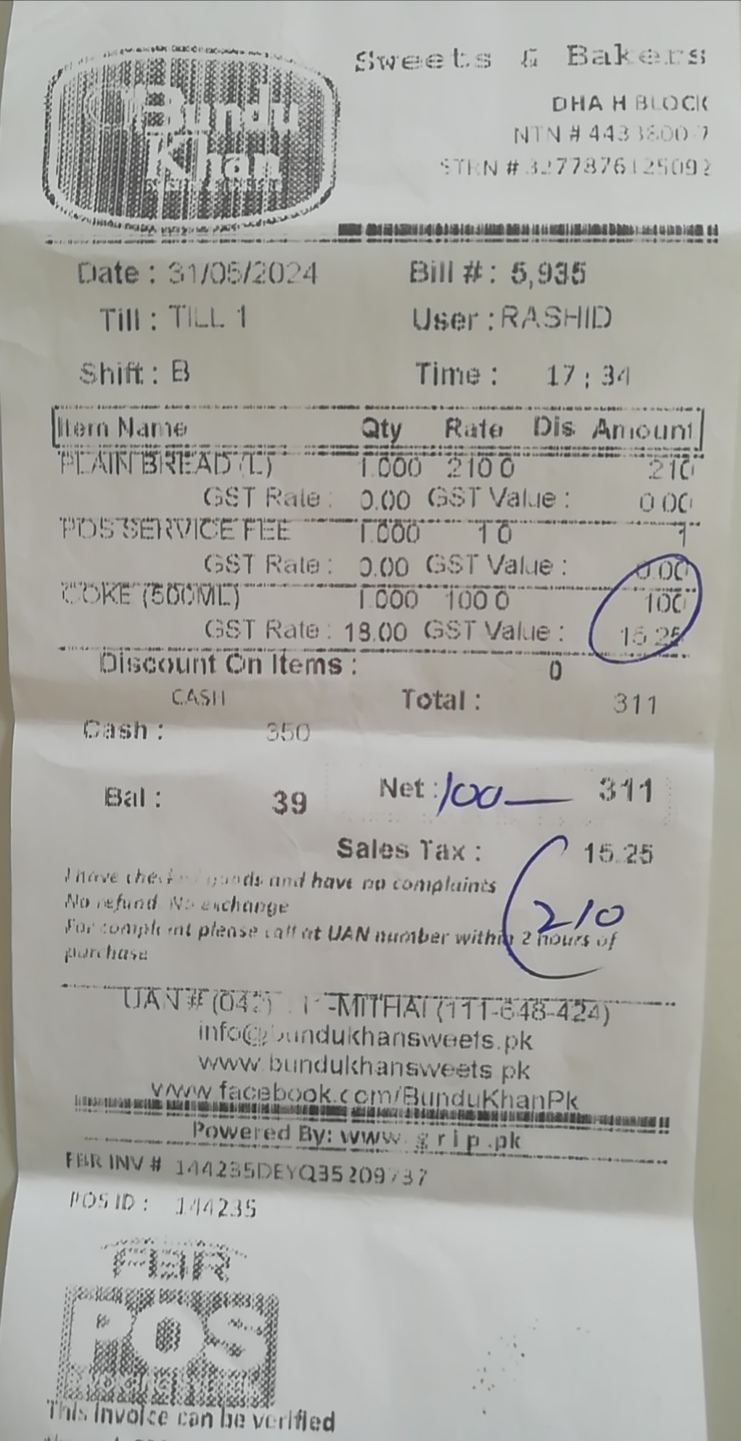 Bundu
Khan
Sweets & Bakers
DHA H BLOCK
NTN # 4433800-7
STRN # 3277876125092
Date : 31/05/2024 Bill # : 5,935
Till : TILL 1 User : RASHID
Shift : B Time : 17 : 34
Item Name Qty Rate Dis Amount
PLAIN BREAD (L) 1.000 210 0 210
GST Rate : 0.00 GST Value : 0.00
POS SERVICE FEE 1.000 1 0 1
GST Rate : 0.00 GST Value : 0.00
COKE (500ML) 1.000 100 0 100
GST Rate : 18.00 GST Value : 15.25
Discount On Items : 0
CASH Total : 311
Cash : 350
Bal : 39 Net : 100 311
Sales Tax : 15.25
I have checked goods and have no complaints
No refund No exchange
210
For complaint please call at UAN number within 2 hours of
purchase
UAN # (042) -MITHAI (111-648-424)
info@bundukhansweets.pk
www.bundukhansweets.pk
www.facebook.com/BunduKhanPk
Powered By: www.grip.pk
FBR INV # 144235DEYQ35209737
POS ID : 144235
FBR
POS
This invoice can be verified